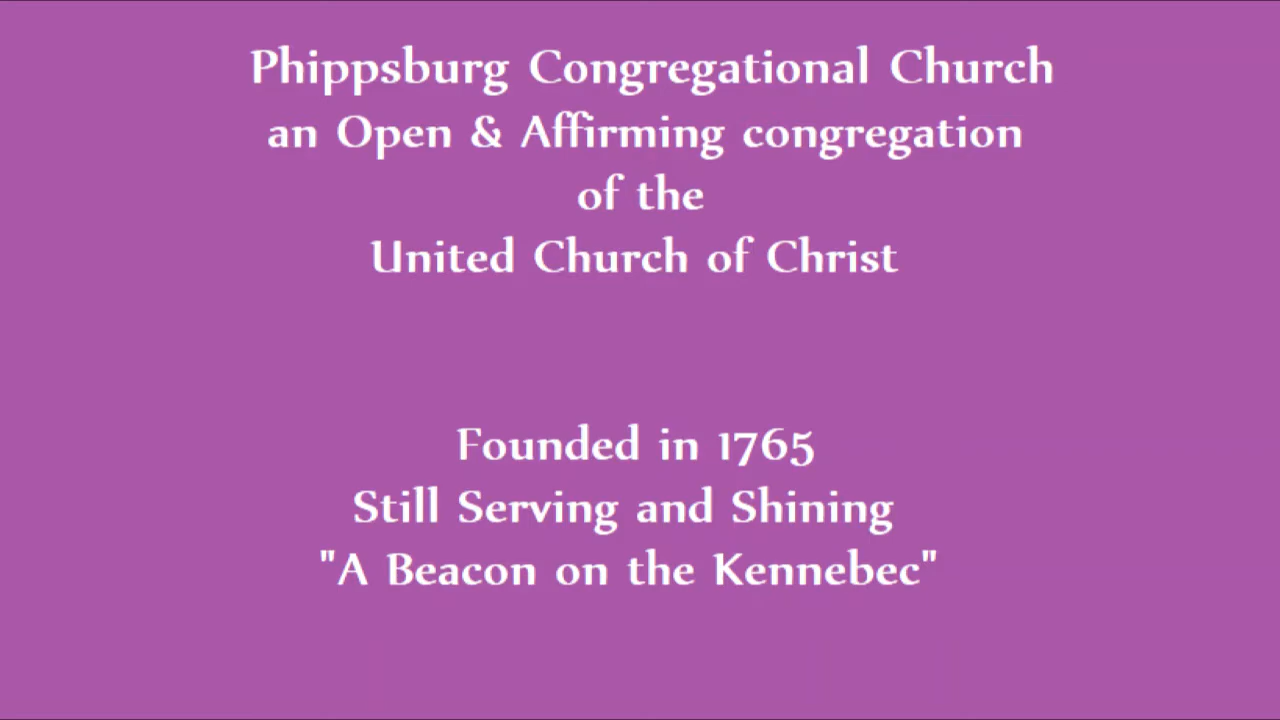 Phippsburg Congregational Church
an Open & Affirming congregation
of the
United Church of Christ
Founded in 1765
Still Serving and Shining
"A Beacon on the Kennebec"